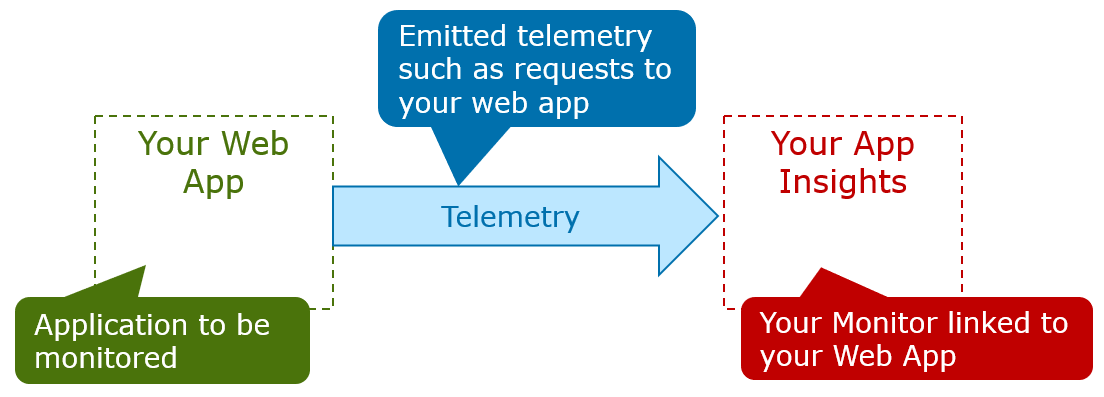 Emitted telemetry
such as requests to
your web app
Your Web
App
Telemetry
Your App
Insights
Application to be
monitored
Your Monitor linked to
your Web App